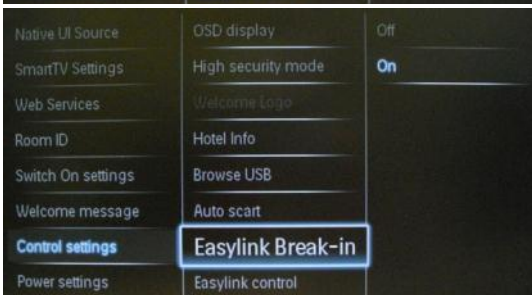 Native UI Source
SmartTV Settings
Web Services
Room ID
Switch On settings
Welcome message
Control settings
Power settings
OSD display
High security mode
Welcome Logo
Hotel Info
Browse USB
Auto scart
Easylink Break-in
Easylink control
Off
On